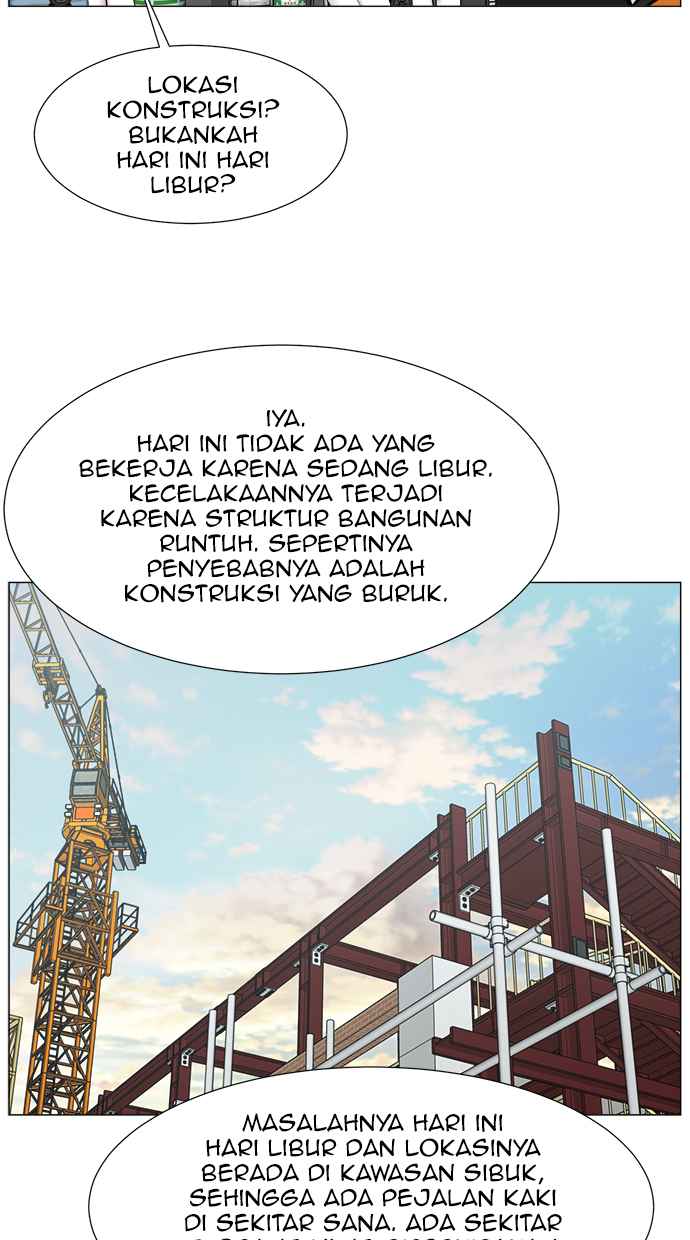 LOKASI
KONSTRUKSI?
BUKANKAH
HARI INI HARI
LIBUR?
IYA.
HARI INI TIDAK ADA YANG
BEKERJA KARENA SEDANG LIBUR.
KECELAKAANNYA TERJADI
KARENA STRUKTUR BANGUNAN
RUNTUH. SEPERTINYA
PENYEBABNYA ADALAH
KONSTRUKSI YANG BURUK.
MASALAHNYA HARI INI
HARI LIBUR DAN LOKASINYA
BERADA DI KAWASAN SIBUK,
SEHINGGA ADA PEJALAN KAKI
DI SEKITAR SANA. ADA SEKITAR